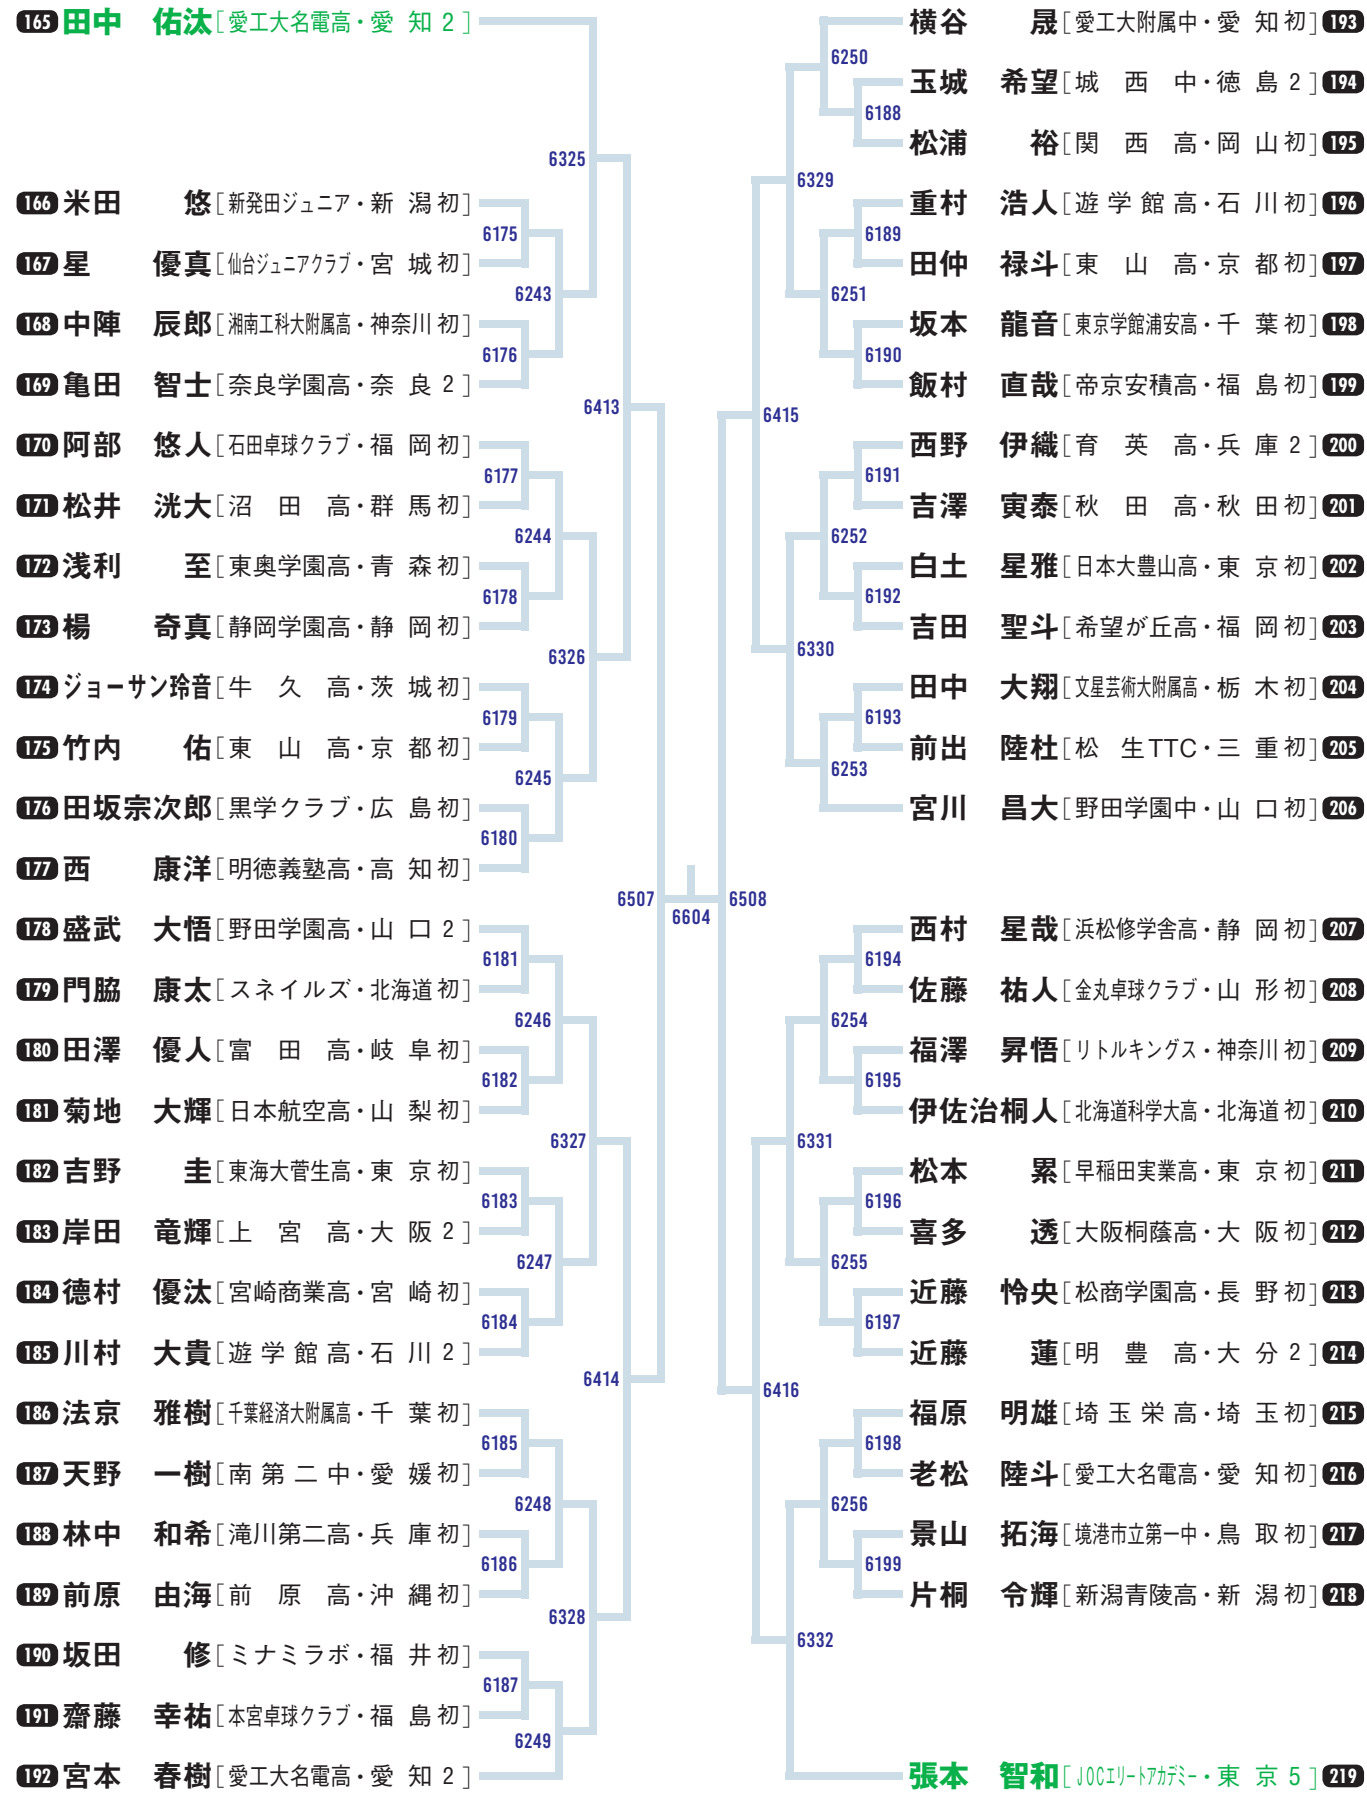 165 田中 佑汰[愛工大名電高・愛 知 2]
166 米田 悠[新発田ジュニア・新 潟 初]
167 星 優真[仙台ジュニアクラブ・宮 城 初]
168 中陣 辰郎[湘南工科大附属高・神奈川 初]
169 亀田 智士[奈良学園高・奈 良 2]
170 阿部 悠人[石田卓球クラブ・福 岡 初]
171 松井 洸大[沼 田 高・群 馬 初]
172 浅利 至[東奥学園高・青 森 初]
173 楊 奇真[静岡学園高・静 岡 初]
174 ジョーサン玲音[牛 久 高・茨 城 初]
175 竹内 佑[東 山 高・京 都 初]
176 田坂宗次郎[黒学クラブ・広 島 初]
177 西 康洋[明徳義塾高・高 知 初]
178 盛武 大悟[野田学園高・山 口 2]
179 門脇 康太[スネイルズ・北海道 初]
180 田澤 優人[富 田 高・岐 阜 初]
181 菊地 大輝[日本航空高・山 梨 初]
182 吉野 圭[東海大菅生高・東 京 初]
183 岸田 竜輝[上 宮 高・大 阪 2]
184 德村 優汰[宮崎商業高・宮 崎 初]
185 川村 大貴[遊 学 館 高・石 川 2]
186 法京 雅樹[千葉経済大附属高・千 葉 初]
187 天野 一樹[南 第 二 中・愛 媛 初]
188 林中 和希[滝川第二高・兵 庫 初]
189 前原 由海[前 原 高・沖 縄 初]
190 坂田 修[ミナミラボ・福 井 初]
191 齋藤 幸祐[本宮卓球クラブ・福 島 初]
192 宮本 春樹[愛工大名電高・愛 知 2]
6175
6176
6177
6178
6179
6180
6181
6182
6183
6184
6185
6186
6187
6243
6244
6245
6246
6247
6248
6249
6325
6326
6327
6328
6413
6414
6507
6604
6508
6415
6416
6329
6330
6331
6332
6250
6251
6252
6253
6254
6255
6256
6188
6189
6190
6191
6192
6193
6194
6195
6196
6197
6198
6199
横谷 晟[愛工大附属中・愛 知 初] 193
玉城 希望[城 西 中・徳 島 2] 194
松浦 裕[関 西 高・岡 山 初] 195
重村 浩人[遊 学 館 高・石 川 初] 196
田仲 禄斗[東 山 高・京 都 初] 197
坂本 龍音[東京学館浦安高・千 葉 初] 198
飯村 直哉[帝京安積高・福 島 初] 199
西野 伊織[育 英 高・兵 庫 2] 200
吉澤 寅泰[秋 田 高・秋 田 初] 201
白土 星雅[日本大豊山高・東 京 初] 202
吉田 聖斗[希望が丘高・福 岡 初] 203
田中 大翔[文星芸術大附属高・栃 木 初] 204
前出 陸杜[松 生TTC・三 重 初] 205
宮川 昌大[野田学園中・山 口 初] 206
西村 星哉[浜松修学舎高・静 岡 初] 207
佐藤 祐人[金丸卓球クラブ・山 形 初] 208
福澤 昇悟[リトルキングス・神奈川 初] 209
伊佐治桐人[北海道科学大高・北海道 初] 210
松本 累[早稲田実業高・東 京 初] 211
喜多 透[大阪桐蔭高・大 阪 初] 212
近藤 怜央[松商学園高・長 野 初] 213
近藤 蓮[明 豊 高・大 分 2] 214
福原 明雄[埼 玉 栄 高・埼 玉 初] 215
老松 陸斗[愛工大名電高・愛 知 初] 216
景山 拓海[境港市立第一中・鳥 取 初] 217
片桐 令輝[新潟青陵高・新 潟 初] 218
張本 智和[JOCエリートアカデミー・東 京 5] 219